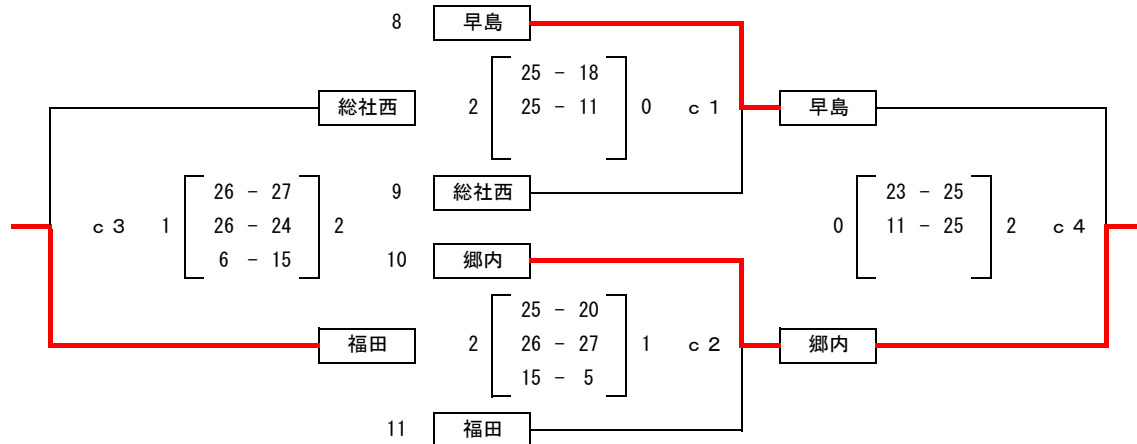 8 早島
25 - 18
総社西 2 25 - 11 0 ｃ１ 早島
26 - 27 9 総社西 23 - 25
ｃ３ 1 26 - 24 2 0 11 - 25 2 ｃ４
6 - 15 10 郷内
25 - 20
福田 2 26 - 27 1 ｃ２ 郷内
15 - 5
11 福田